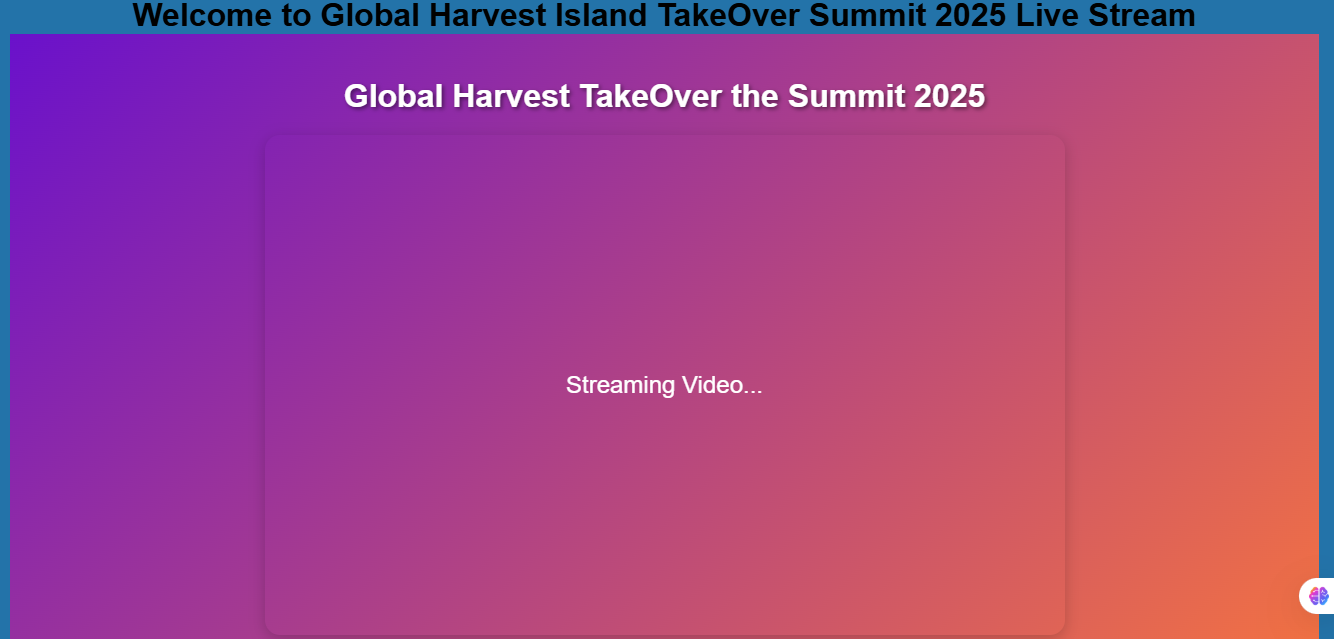 Welcome to Global Harvest Island TakeOver Summit 2025 Live Stream
Global Harvest TakeOver the Summit 2025
Streaming Video...